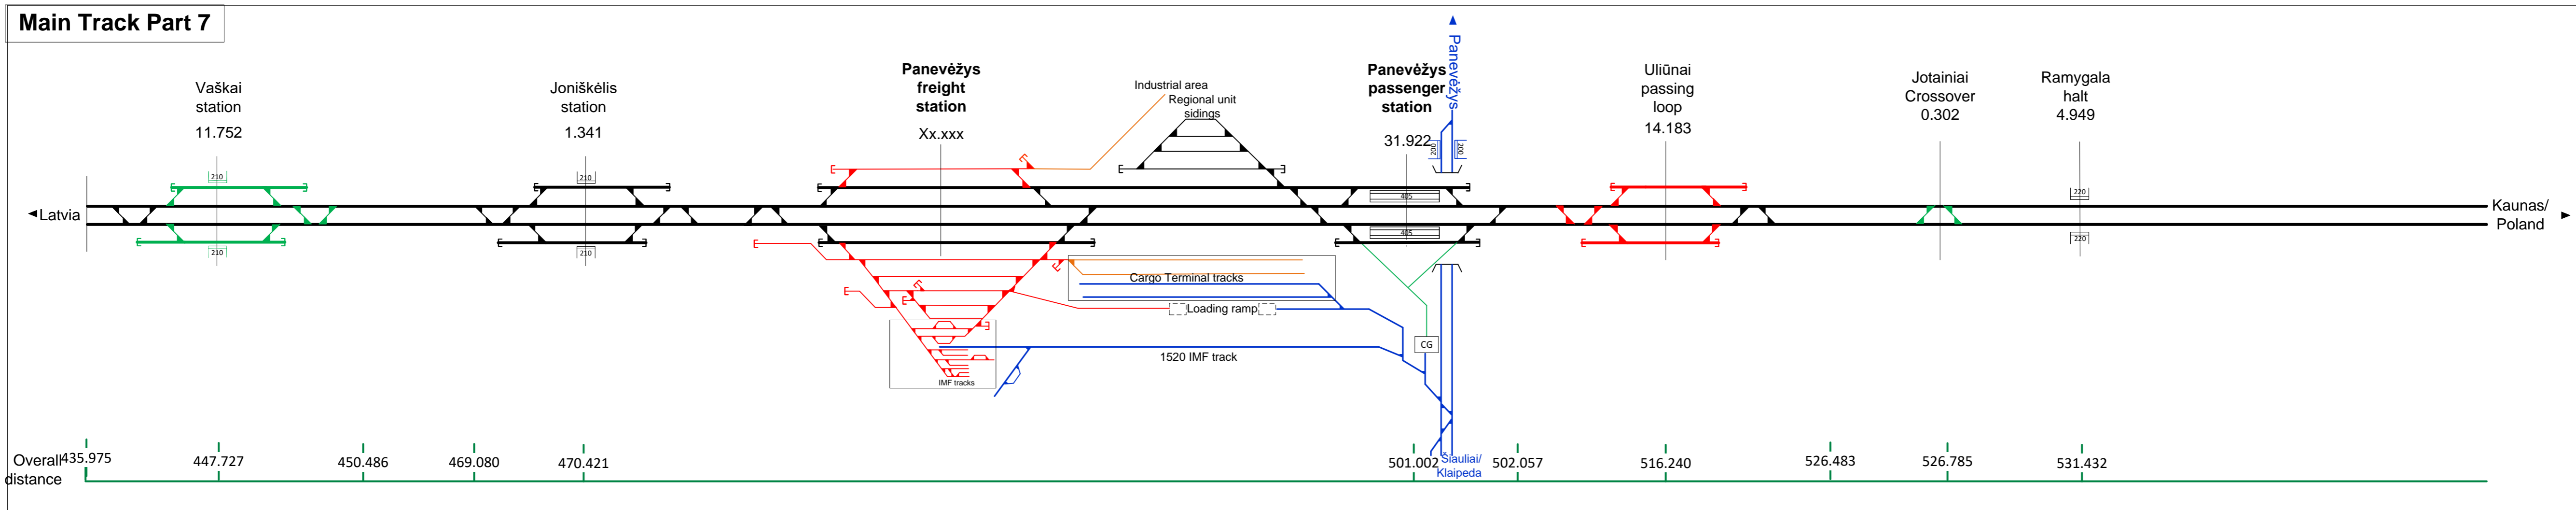 Main Track Part 7
Vaškai
station
11.752
Joniškėlis
station
1.341
Panevėžys
freight
station
Xx.xxx
Industrial area
Regional unit
sidings
Panevėžys
passenger
station
31.922
Panevėžys
Uliūnai
passing
loop
14.183
Jotainiai
Crossover
0.302
Ramygala
halt
4.949
200
200
210
210
405
220
Latvia
Kaunas/
Poland
405
220
210
210
Cargo Terminal tracks
Loading ramp
CG
1520 IMF track
IMF tracks
Overall
distance
435.975
447.727
450.486
469.080
470.421
501.002
Šiauliai/
Klaipeda
502.057
516.240
526.483
526.785
531.432